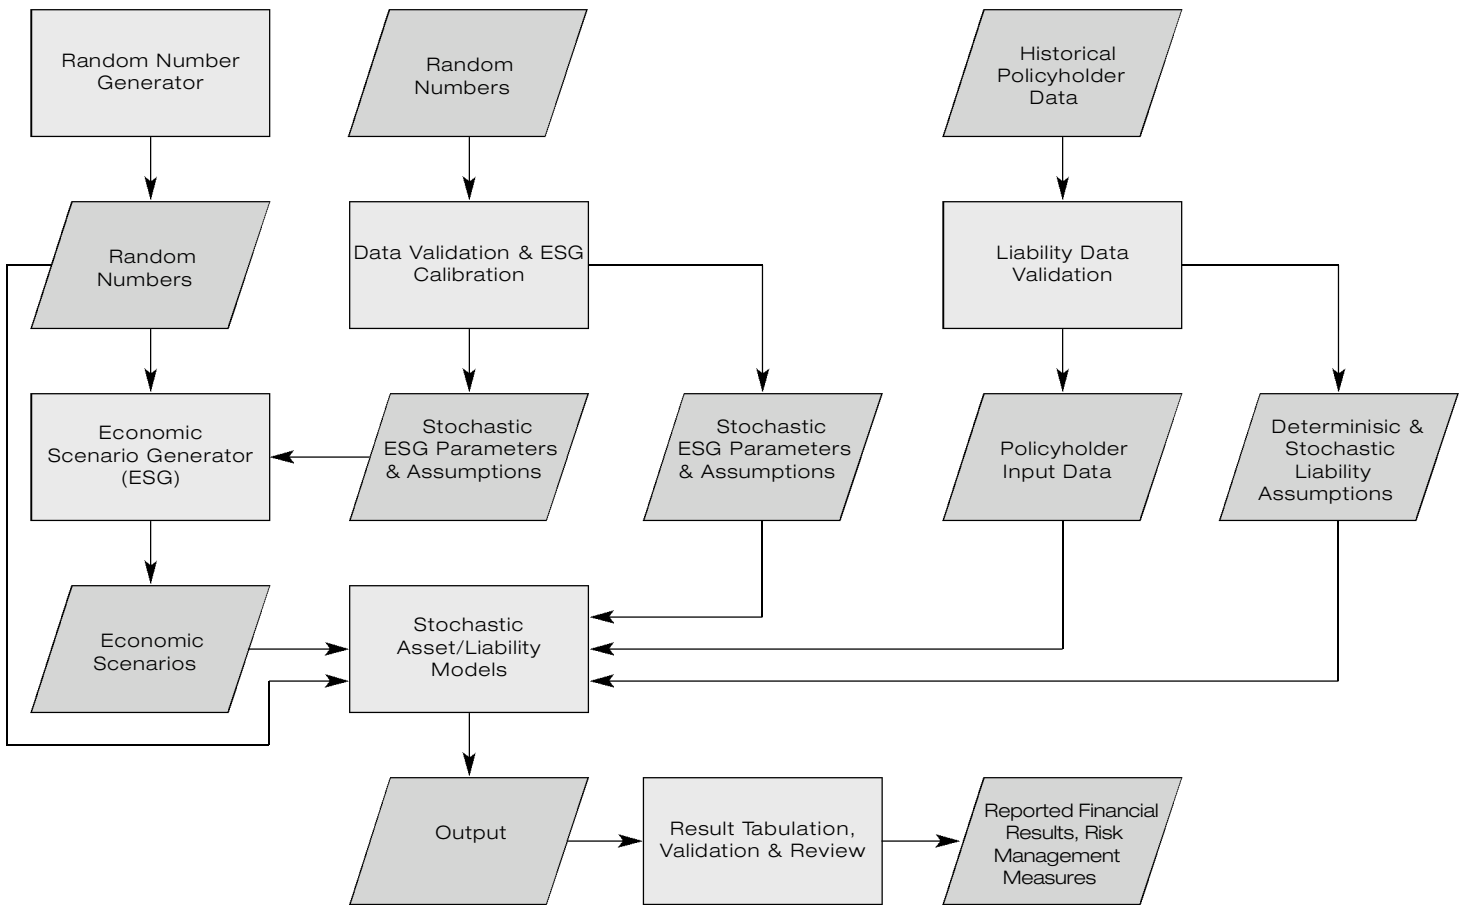 Random Number
Generator
Random
Numbers
Historical
Policyholder
Data
Random
Numbers
Data Validation & ESG
Calibration
Liability Data
Validation
Economic
Scenario Generator
(ESG)
Stochastic
ESG Parameters
& Assumptions
Stochastic
ESG Parameters
& Assumptions
Policyholder
Input Data
Determinisic &
Stochastic
Liability
Assumptions
Economic
Scenarios
Stochastic
Asset/Liability
Models
Output
Result Tabulation,
Validation & Review
Reported Financial
Results, Risk
Management
Measures